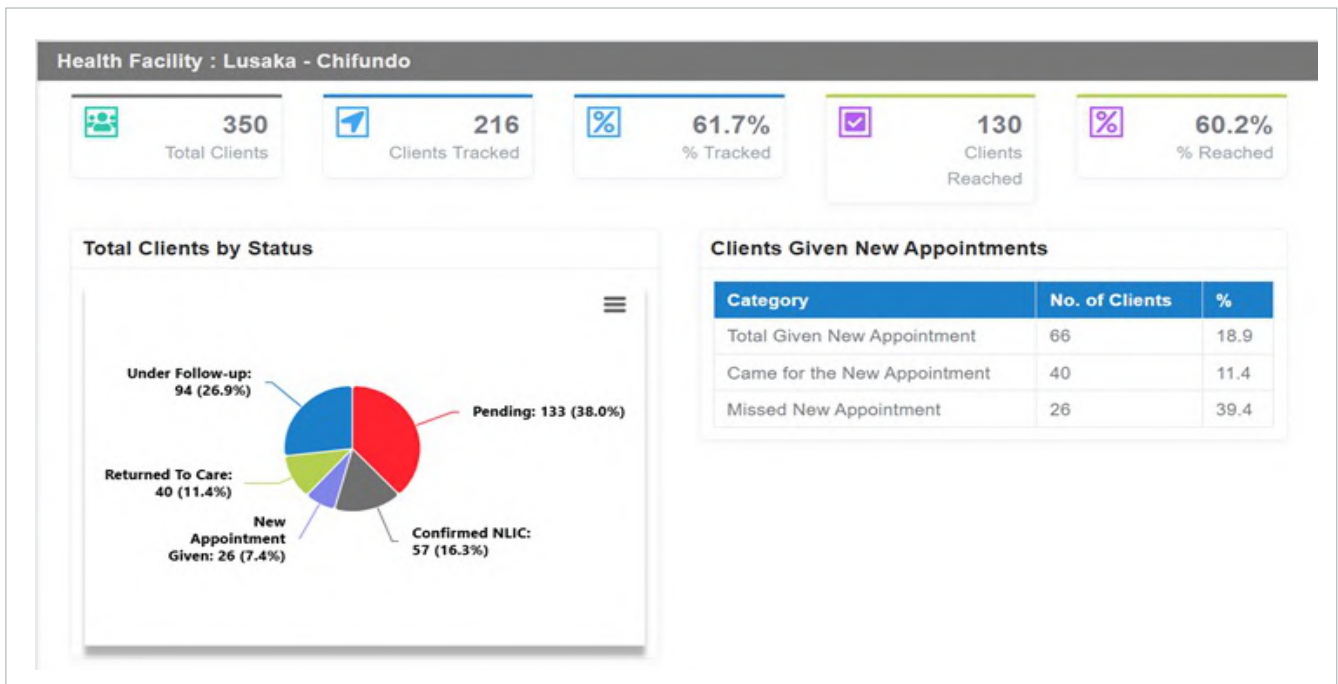 Health Facility : Lusaka - Chifundo
350
Total Clients
216
Clients Tracked
61.7%
% Tracked
130
Clients
Reached
60.2%
% Reached
Total Clients by Status
Under Follow-up:
94 (26.9%)
Pending: 133 (38.0%)
Returned To Care:
40 (11.4%)
New
Appointment
Given: 26 (7.4%)
Confirmed NLIC:
57 (16.3%)
Clients Given New Appointments
Category No. of Clients %
Total Given New Appointment 66 18.9
Came for the New Appointment 40 11.4
Missed New Appointment 26 39.4